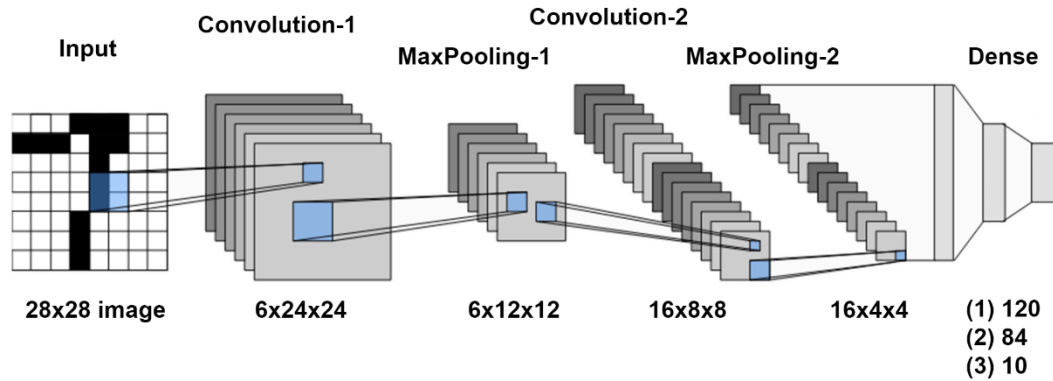 Input
Convolution-1
MaxPooling-1
Convolution-2
MaxPooling-2
Dense
28x28 image
6x24x24
6x12x12
16x8x8
16x4x4
(1) 120
(2) 84
(3) 10